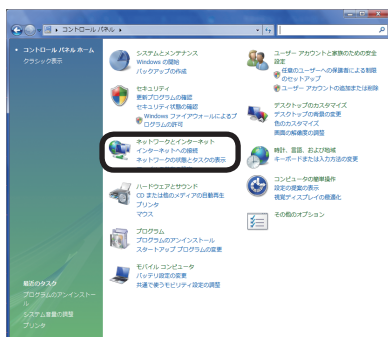 コントロール パネル
コントロール パネル ホーム
クラシック表示
システムとメンテナンス
Windows の開始
バックアップの作成
セキュリティ
更新プログラムの確認
セキュリティ状態の確認
Windows ファイアウォールによるプ
ログラムの許可
ネットワークとインターネット
インターネットへの接続
ネットワークの状態とタスクの表示
ハードウェアとサウンド
CD または他のメディアの自動再生
プリンタ
マウス
プログラム
プログラムのアンインストール
スタートアップ プログラムの変更
モバイル コンピュータ
バッテリ設定の変更
共通で使うモビリティ設定の調整
ユーザー アカウントと家族のための安全
設定
任意のユーザーへの保護者による制限
のセットアップ
ユーザー アカウントの追加または削除
デスクトップのカスタマイズ
デスクトップの背景の変更
色のカスタマイズ
画面の解像度の調整
時計、言語、および地域
キーボードまたは入力方法の変更
コンピュータの簡単操作
設定の提案の表示
視覚ディスプレイの最適化
その他のオプション
最近のタスク
プログラムのアンインストー
ル
システム音量の調整
プリンタ